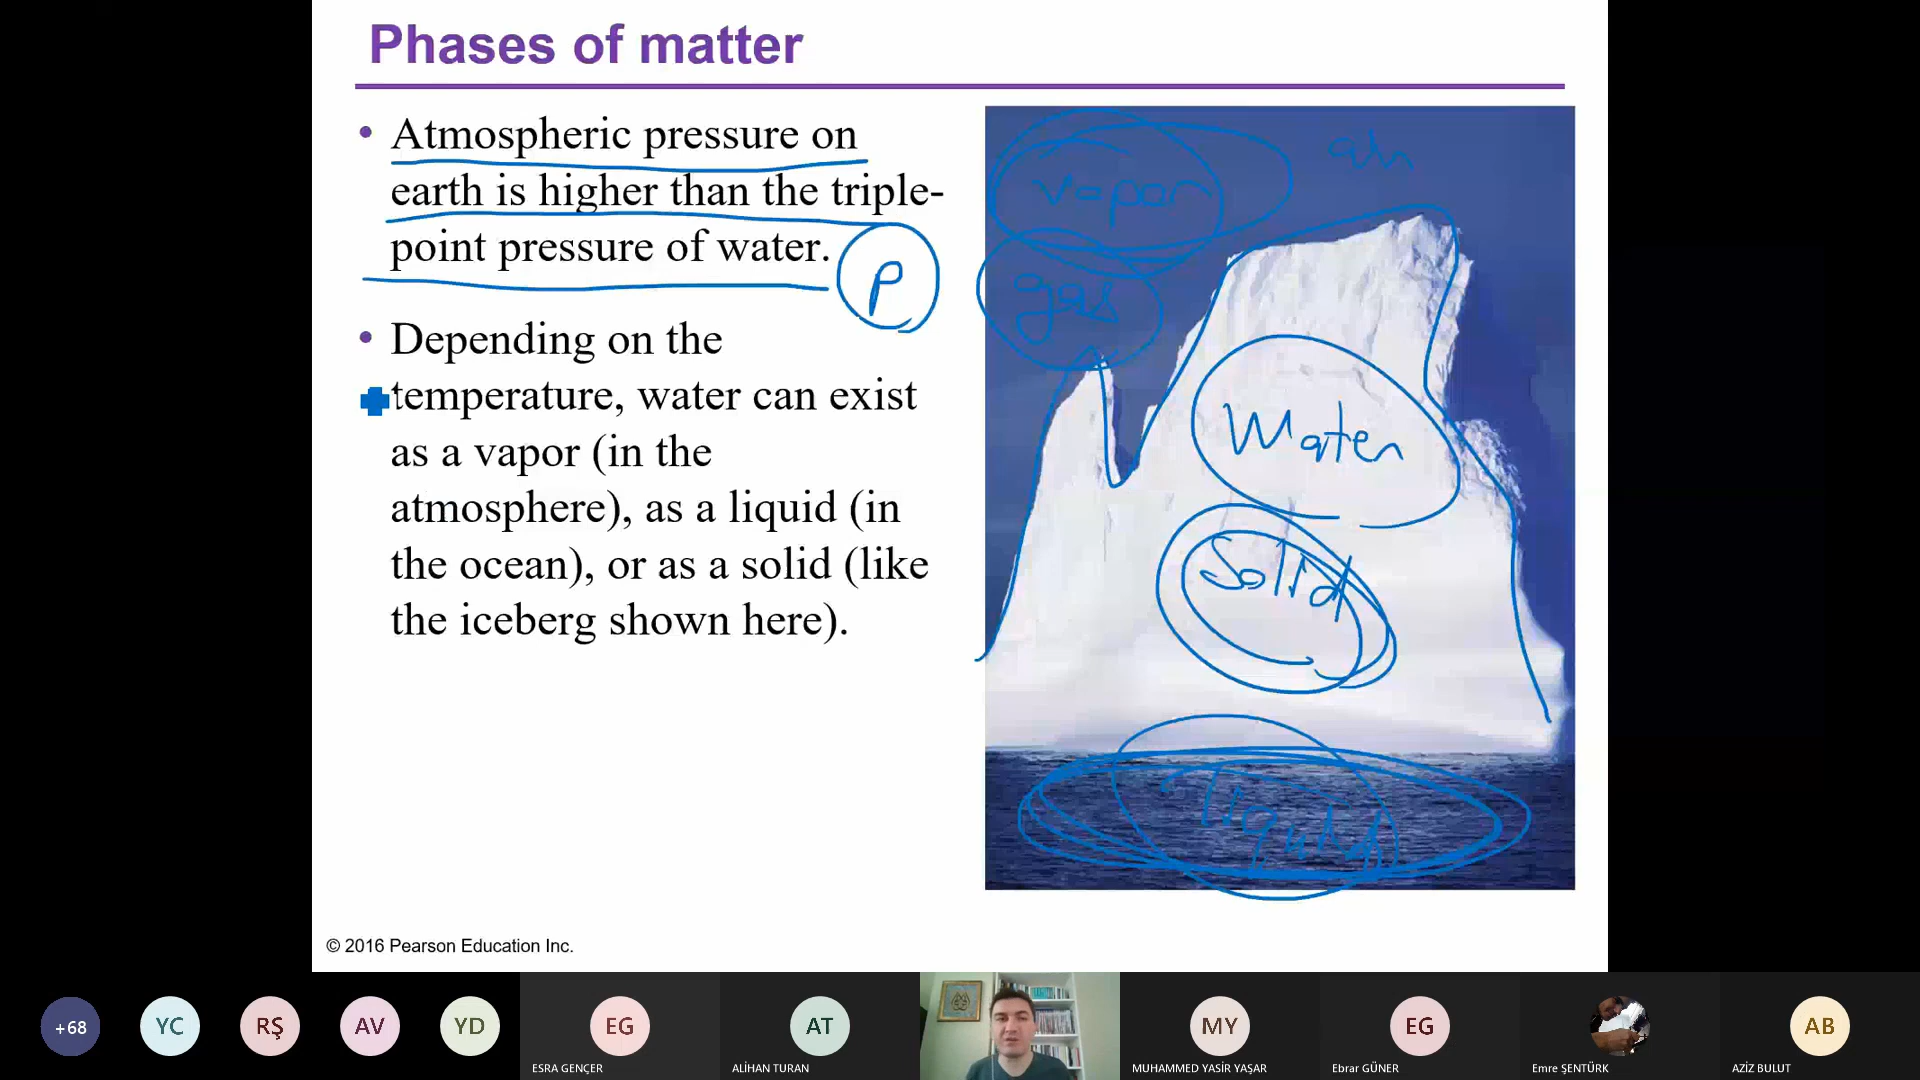 Phases of matter
• Atmospheric pressure on
earth is higher than the triple-
point pressure of water.
P
• Depending on the
temperature, water can exist
as a vapor (in the
atmosphere), as a liquid (in
the ocean), or as a solid (like
the iceberg shown here).
vapor
gas
Water
Solid
liquid
© 2016 Pearson Education Inc.
+68
YC
RŞ
AV
YD
EG
ESRA GENÇER
AT
ALİHAN TURAN
MY
MUHAMMED YASİR YAŞAR
EG
Ebrar GÜNER
Emre ŞENTÜRK
AB
AZİZ BULUT